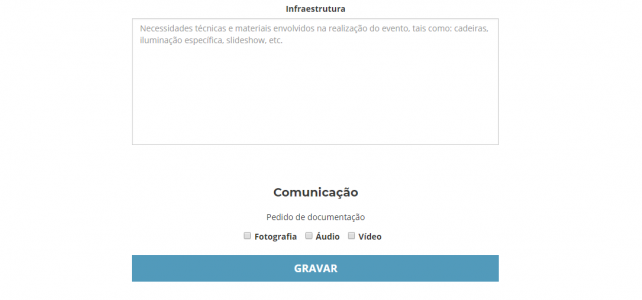 Infraestrutura
Necessidades técnicas e materiais envolvidos na realização do evento, tais como: cadeiras,
iluminação específica, slideshow, etc.
Comunicação
Pedido de documentação
Fotografia Áudio Vídeo
GRAVAR